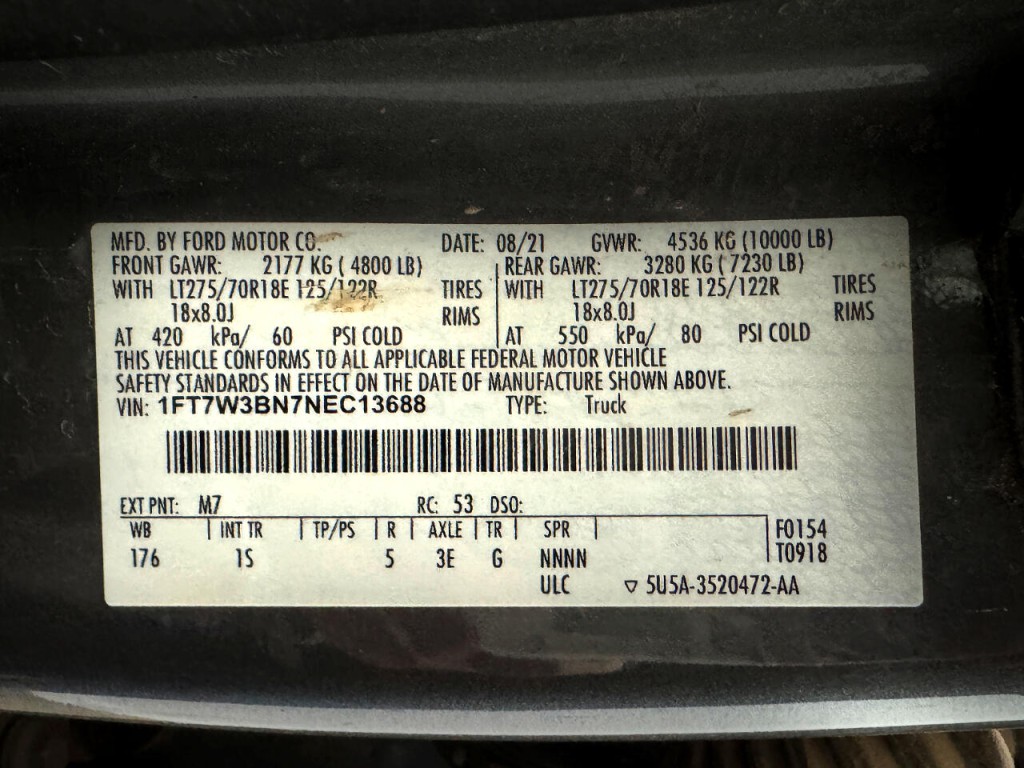 MFD. BY FORD MOTOR CO. DATE: 08/21 GVWR: 4536 KG (10000 LB)
FRONT GAWR: 2177 KG ( 4800 LB) REAR GAWR: 3280 KG ( 7230 LB)
WITH LT275/70R18E 125/122R TIRES WITH LT275/70R18E 125/122R TIRES
18x8.0J RIMS 18x8.0J RIMS
AT 420 kPa/ 60 PSI COLD AT 550 kPa/ 80 PSI COLD
THIS VEHICLE CONFORMS TO ALL APPLICABLE FEDERAL MOTOR VEHICLE
SAFETY STANDARDS IN EFFECT ON THE DATE OF MANUFACTURE SHOWN ABOVE.
VIN: 1FT7W3BN7NEC13688 TYPE: Truck
EXT PNT: M7 RC: 53 DSO:
WB INT TR TP/PS R AXLE TR SPR F0154
176 1S 5 3E G NNNN T0918
ULC ▽ 5U5A-3520472-AA